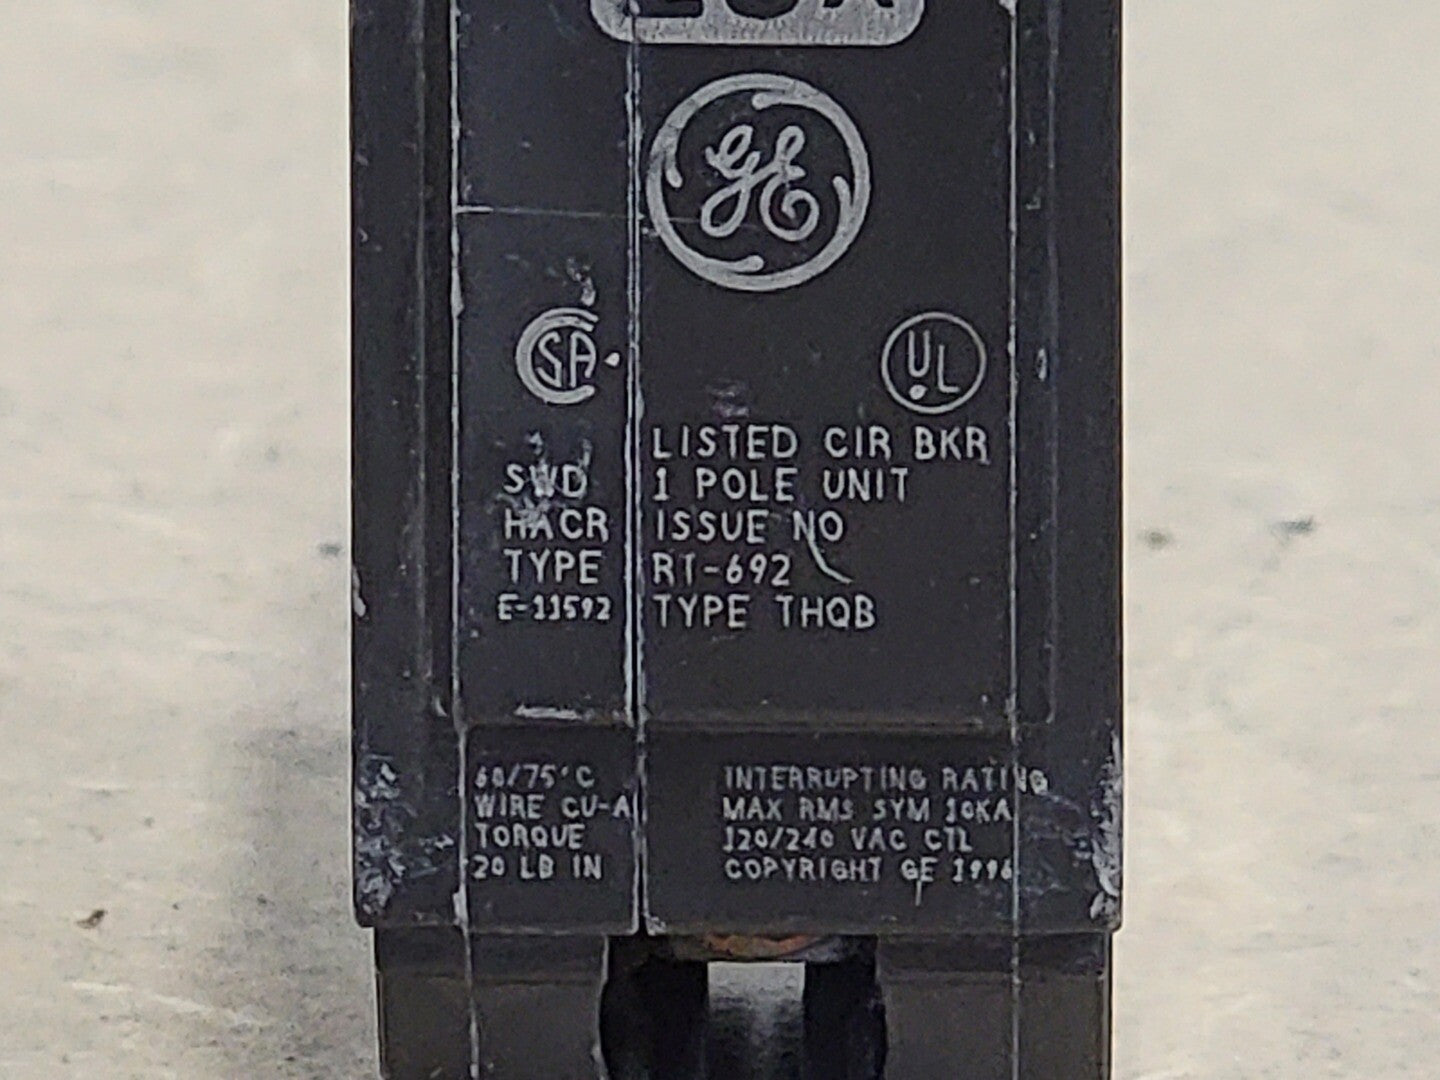 GE
SA
UL
LISTED CIR BKR
SWD 1 POLE UNIT
HACR ISSUE NO
TYPE RT-692
E-11592 TYPE THQB
60/75°C
WIRE CU-A
TORQUE
20 LB IN
INTERRUPTING RATING
MAX RMS SYM 10KA
120/240 VAC CTL
COPYRIGHT GE 1996